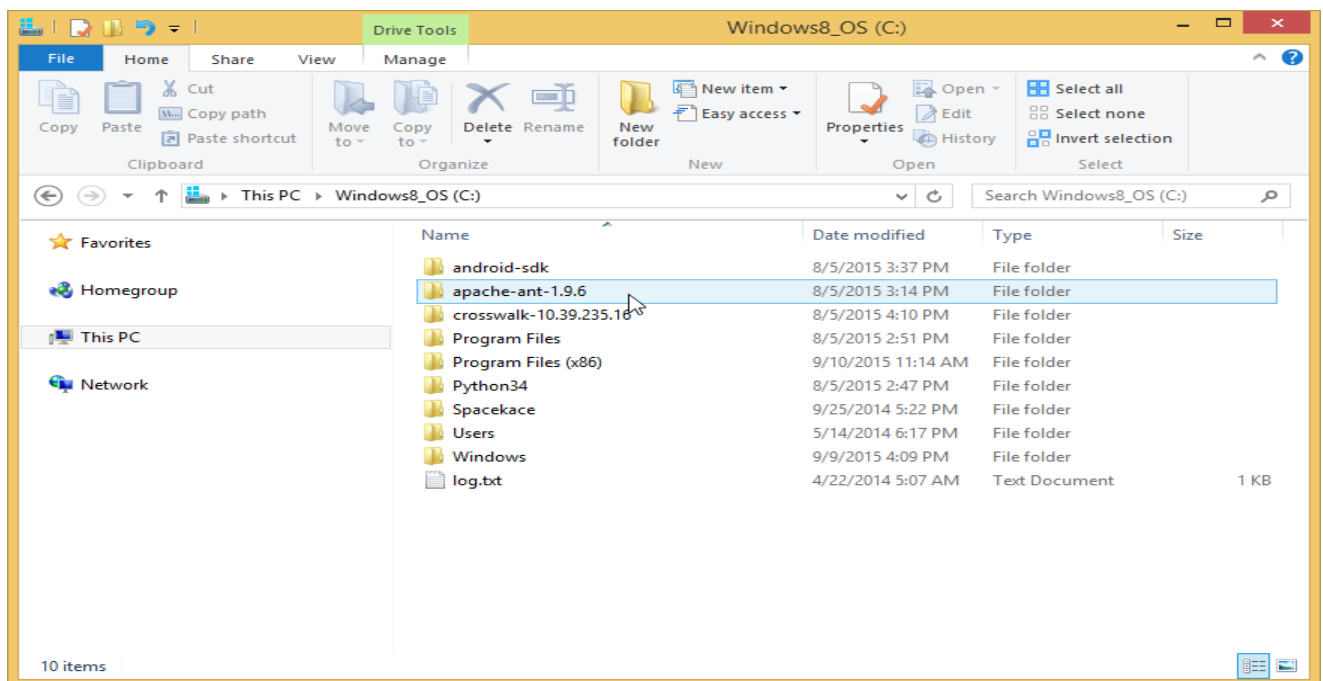 Drive Tools
Windows8_OS (C:)
File Home Share View Manage
Copy
Paste
Cut
Copy path
Paste shortcut
Clipboard
Move to
Copy to
Delete
Rename
Organize
New folder
New item
Easy access
New
Properties
Open
Edit
History
Open
Select all
Select none
Invert selection
Select
This PC Windows8_OS (C:)
Search Windows8_OS (C:)
Favorites
Homegroup
This PC
Network
Name Date modified Type Size
android-sdk 8/5/2015 3:37 PM File folder
apache-ant-1.9.6 8/5/2015 3:14 PM File folder
crosswalk-10.39.235.16 8/5/2015 4:10 PM File folder
Program Files 8/5/2015 2:51 PM File folder
Program Files (x86) 9/10/2015 11:14 AM File folder
Python34 8/5/2015 2:47 PM File folder
Spacekace 9/25/2014 5:22 PM File folder
Users 5/14/2014 6:17 PM File folder
Windows 9/9/2015 4:09 PM File folder
log.txt 4/22/2014 5:07 AM Text Document 1 KB
10 items